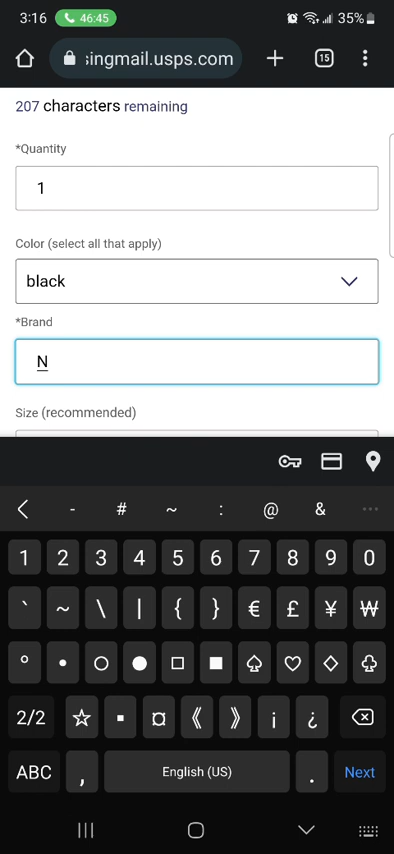 3:16 46:45 35%
singmail.usps.com + 15
207 characters remaining
*Quantity
1
Color (select all that apply)
black
*Brand
N
Size (recommended)
- # ~ : @ & ...
1 2 3 4 5 6 7 8 9 0
` ~ \ | { } € £ ¥ ₩
° • ○ ● □ ■ ♤ ♡ ◇ ♧
2/2 ☆ ▪ ¤ 《 》 ¡ ¿
ABC , English (US) . Next